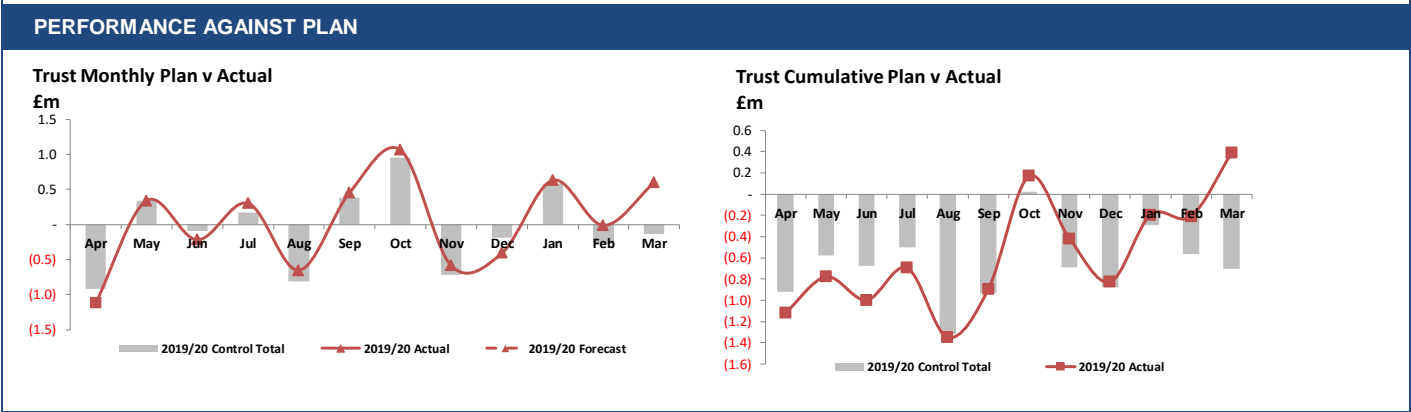 PERFORMANCE AGAINST PLAN
Trust Monthly Plan v Actual
£m
1.5
1.0
0.5
-
(0.5)
(1.0)
(1.5)
Apr May Jun Jul Aug Sep Oct Nov Dec Jan Feb Mar
2019/20 Control Total 2019/20 Actual 2019/20 Forecast
Trust Cumulative Plan v Actual
£m
0.6
0.4
0.2
-
(0.2)
(0.4)
(0.6)
(0.8)
(1.0)
(1.2)
(1.4)
(1.6)
Apr May Jun Jul Aug Sep Oct Nov Dec Jan Feb Mar
2019/20 Control Total 2019/20 Actual